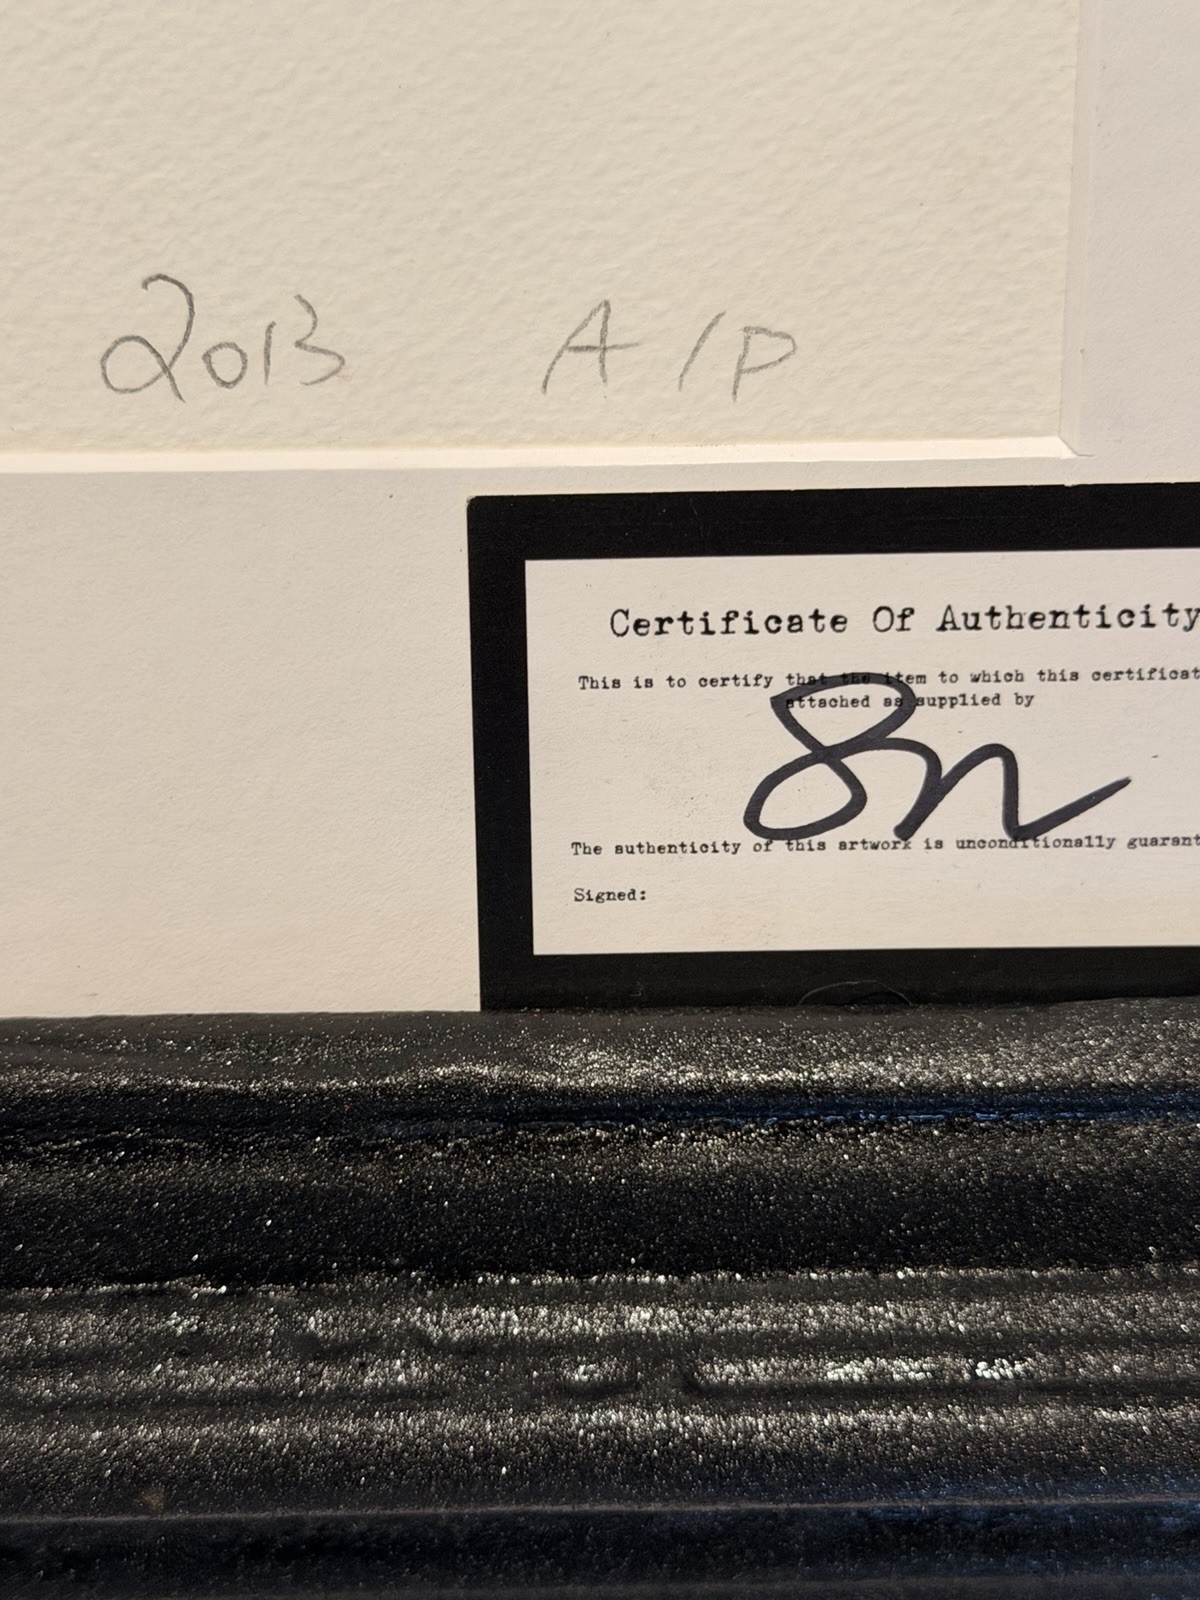 2013 A/P
Certificate Of Authenticity
This is to certify that the item to which this certificat
attached as supplied by
The authenticity of this artwork is unconditionally guarant
Signed: